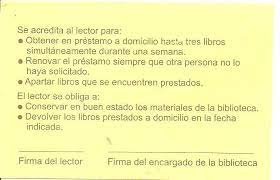 Se acredita al lector para:
● Obtener en préstamo a domicilio hasta tres libros
simultáneamente durante una semana.
● Renovar el préstamo siempre que otra persona no lo
haya solicitado.
● Apartar libros que se encuentren prestados.
El lector se obliga a:
● Conservar en buen estado los materiales de la biblioteca.
● Devolver los libros prestados a domicilio en la fecha
indicada.
Firma del lector Firma del encargado de la biblioteca